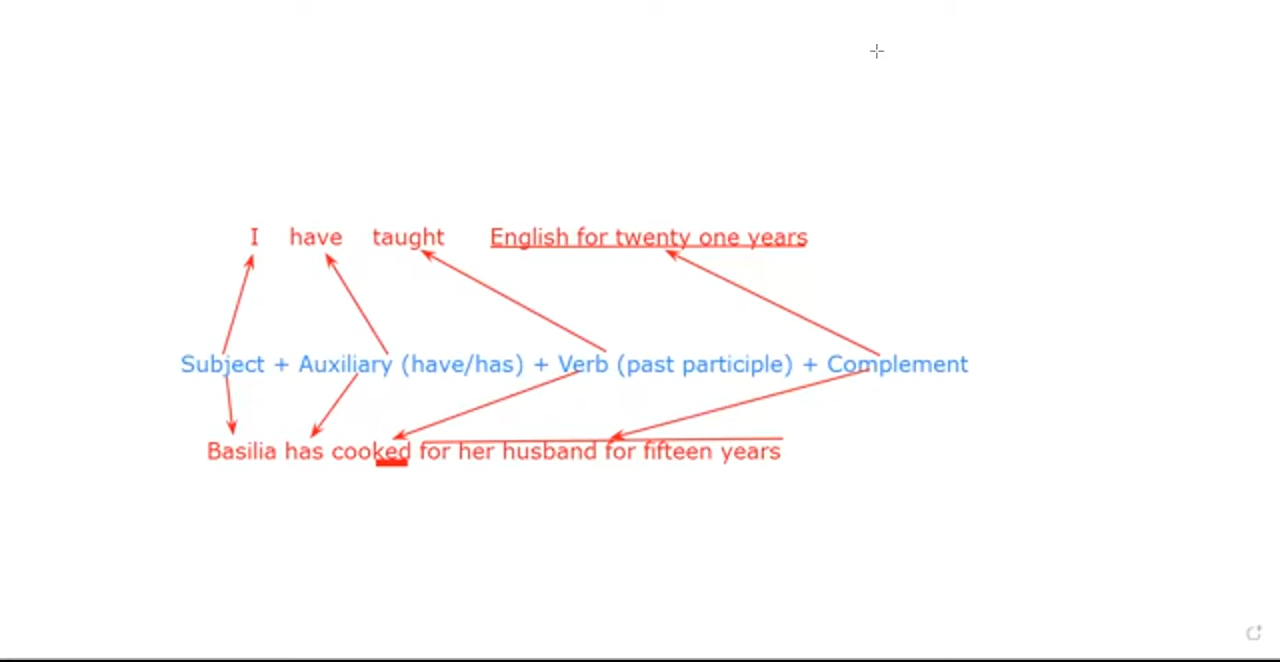 I have taught English for twenty one years
Subject + Auxiliary (have/has) + Verb (past participle) + Complement
Basilia has cooked for her husband for fifteen years